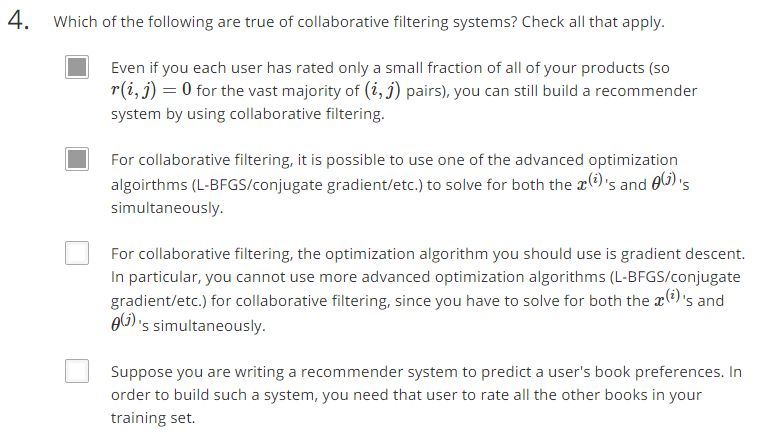 4. Which of the following are true of collaborative filtering systems? Check all that apply.
Even if you each user has rated only a small fraction of all of your products (so
r(i, j) = 0 for the vast majority of (i, j) pairs), you can still build a recommender
system by using collaborative filtering.
For collaborative filtering, it is possible to use one of the advanced optimization
algoirthms (L-BFGS/conjugate gradient/etc.) to solve for both the x^(i)'s and θ^(j)'s
simultaneously.
For collaborative filtering, the optimization algorithm you should use is gradient descent.
In particular, you cannot use more advanced optimization algorithms (L-BFGS/conjugate
gradient/etc.) for collaborative filtering, since you have to solve for both the x^(i)'s and
θ^(j)'s simultaneously.
Suppose you are writing a recommender system to predict a user's book preferences. In
order to build such a system, you need that user to rate all the other books in your
training set.